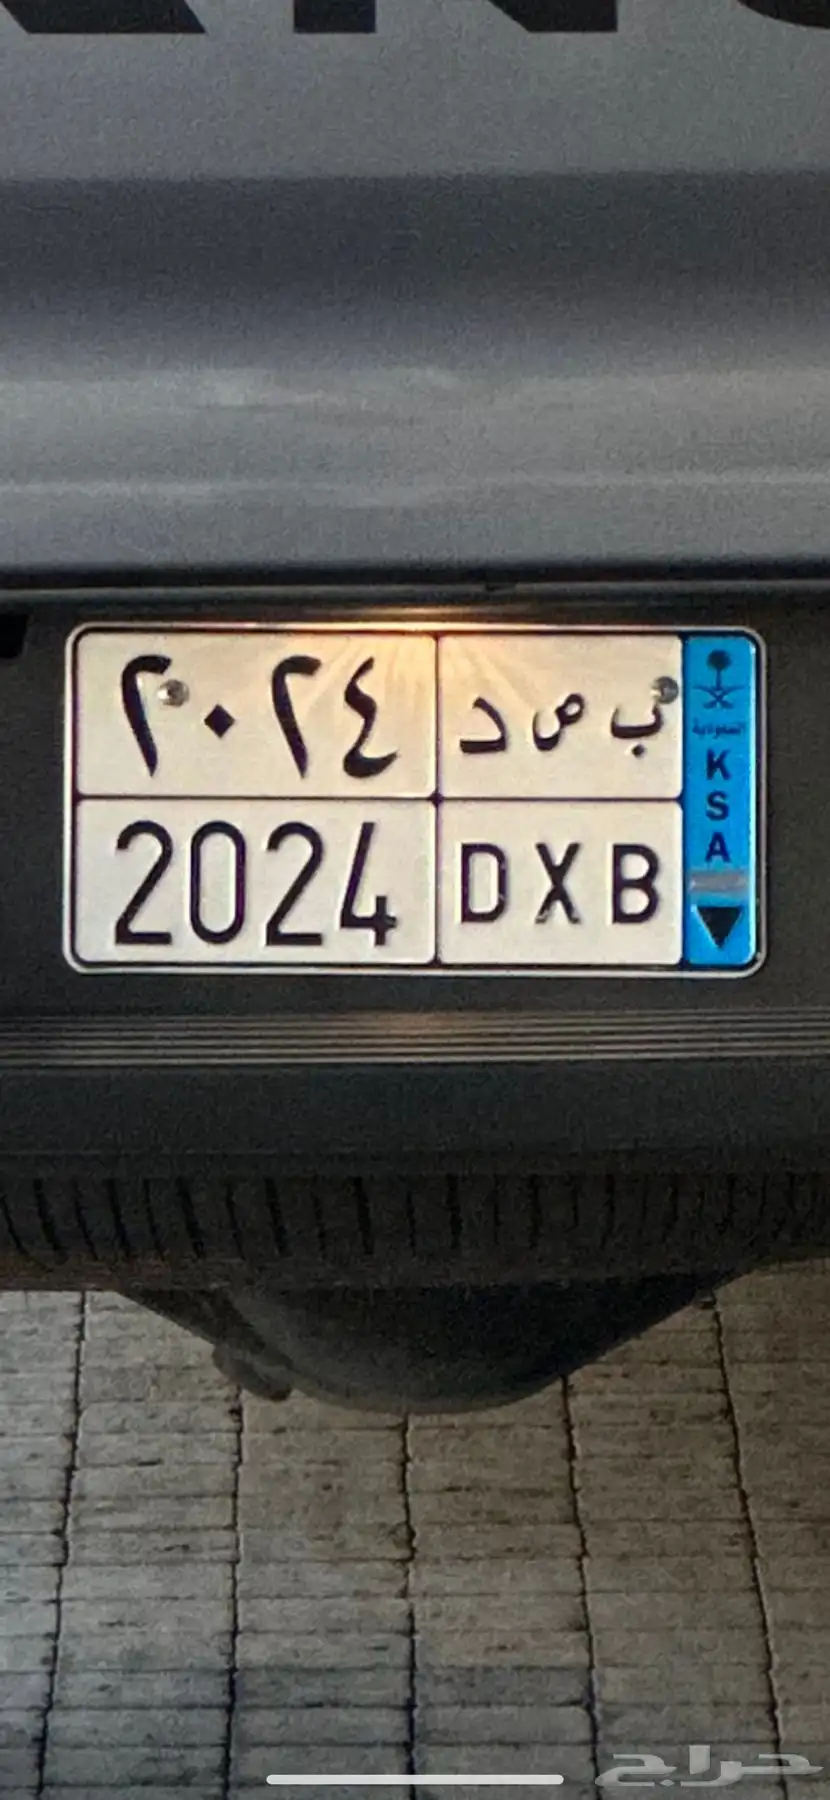 ٢٠٢٤ ب ص د
2024 DXB
السعودية
K
S
A
حراج